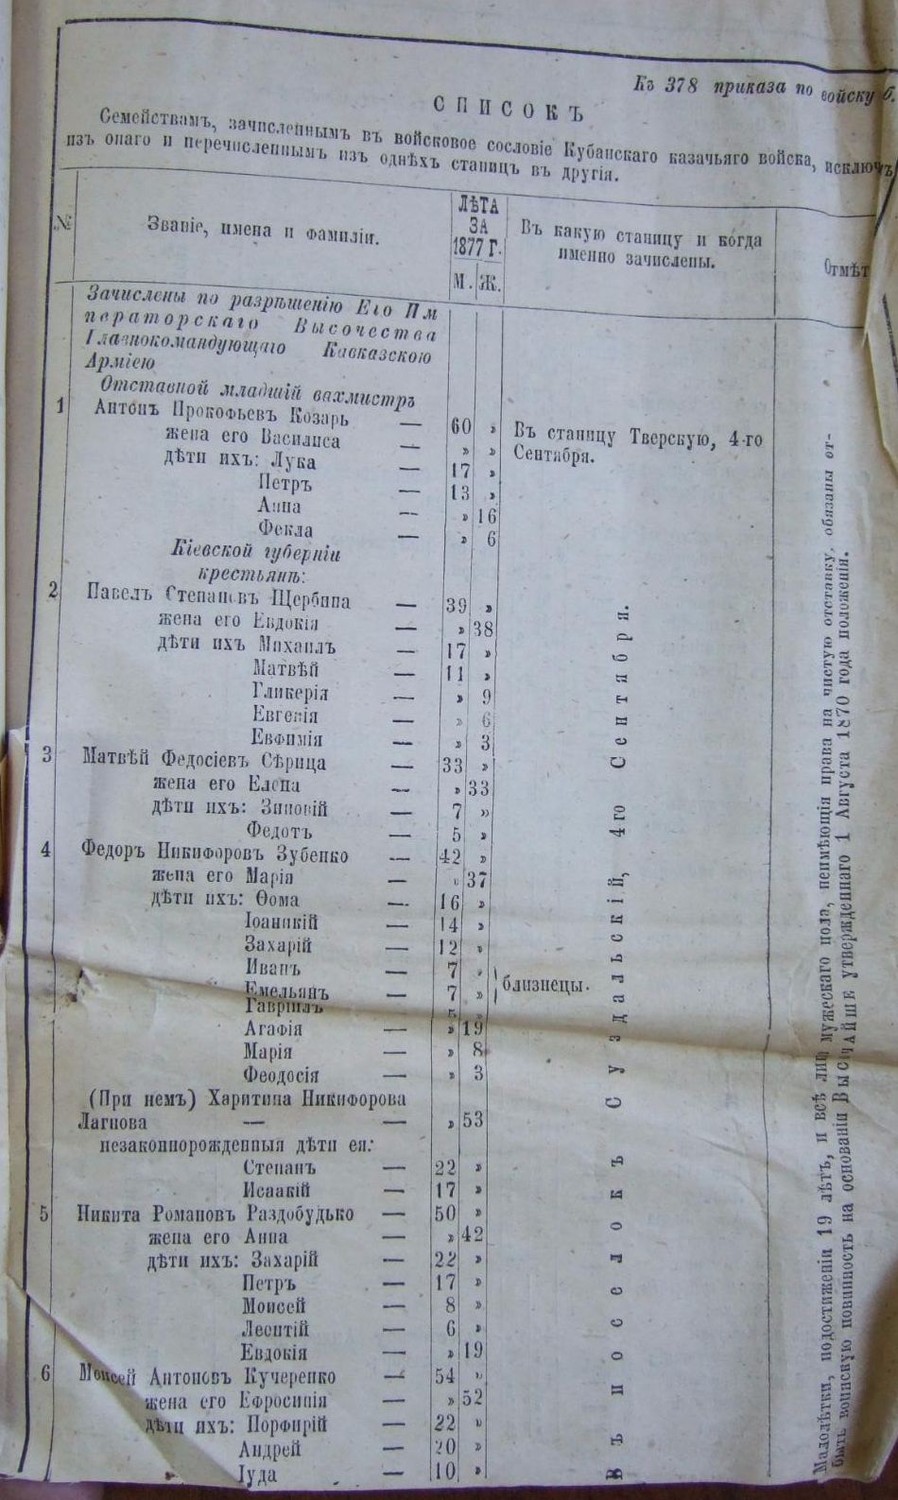 Къ 378 приказа по войску
СПИСОКЪ
Семействамъ, зачисленнымъ въ войсковое сословіе Кубанскаго казачьяго войска, исключ
изъ онаго и перечисленнымъ изъ однѣхъ станицъ въ другія.
№ Званіе, имена и фамиліи. ЛѢТА ЗА 1877 Г. М. Ж. Въ какую станицу и когда именно зачислены. Отмѣт
Зачислены по разрѣшенію Его Им
ператорскаго Высочества
Главнокомандующаго Кавказскою
Арміею
Отставной младшій вахмистръ
1 Антонъ Прокофьевъ Козарь — 60 » Въ станицу Тверскую, 4-го
жена его Василиса — » » Сентября.
дѣти ихъ: Лука — 17 »
Петръ — 13 »
Анна — » 16
Фекла — » 6
Кіевской губерніи
крестьянѣ:
2 Павелъ Степановъ Щербина — 39 »
жена его Евдокія — » 38
дѣти ихъ Михаилъ — 17 »
Матвѣй — 11 »
Гликерія — » 9
Евгенія — » 6
Евфимія — » 3
3 Матвѣй Федосіевъ Сѣрица — 33 »
жена его Елена — » 33
дѣти ихъ: Зиновій — 7 »
Федотъ — 5 »
4 Федоръ Никифоровъ Зубенко — 42 »
жена его Марія — » 37
дѣти ихъ: Ѳома — 16 »
Іоаникій — 14 »
Захарій — 12 »
Иванъ — 7 »
близнецы.
Емельянъ — 7 »
Гавріилъ
Агафія — » 19
Марія — » 8
Феодосія — » 3
(При немъ) Харитина Никифорова
Лагнова — — » 53
незаконнорожденныя дѣти ея:
Степанъ — 22 »
Исаакій — 17 »
5 Никита Романовъ Раздобудько — 50 »
жена его Анна — » 42
дѣти ихъ: Захарій — 22 »
Петръ — 17 »
Моисей — 8 »
Леонтій — 6 »
Евдокія — » 19
6 Моисей Антоновъ Кучеренко — 54 »
жена его Ефросинія — » 52
дѣти ихъ: Порфирій — 22 »
Андрей — 20 »
Іуда — 10 »
Въ поселокъ Суздальскій, 4го Сентября.
Малолѣтки, недостигшіе 19 лѣтъ, и всѣ лица мужескаго пола, неимѣющія права на чистую отставку, обязаны от-
быть воинскую повинность на основаніи Высочайше утвержденнаго 1 Августа 1870 года положенія.